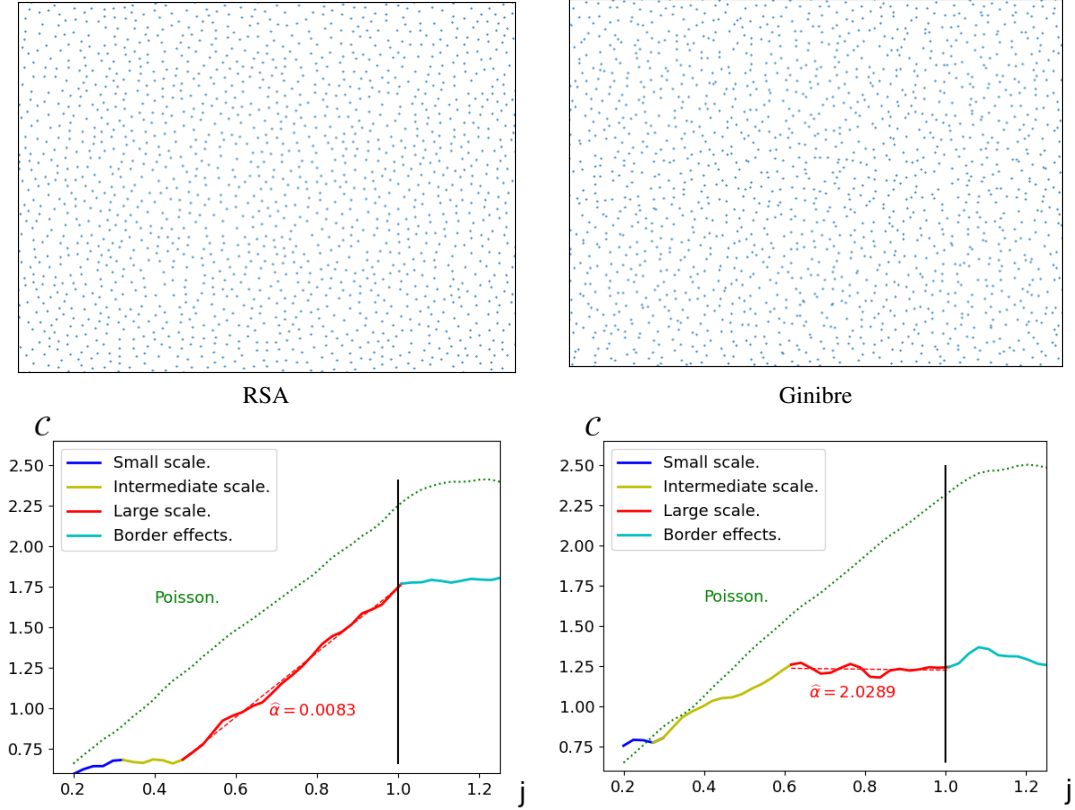 RSA
Ginibre
C
2.50
2.25
2.00
1.75
1.50
1.25
1.00
0.75
Small scale.
Intermediate scale.
Large scale.
Border effects.
Poisson.
α̂ = 0.0083
0.2 0.4 0.6 0.8 1.0 1.2
j
C
2.50
2.25
2.00
1.75
1.50
1.25
1.00
0.75
Small scale.
Intermediate scale.
Large scale.
Border effects.
Poisson.
α̂ = 2.0289
0.2 0.4 0.6 0.8 1.0 1.2
j